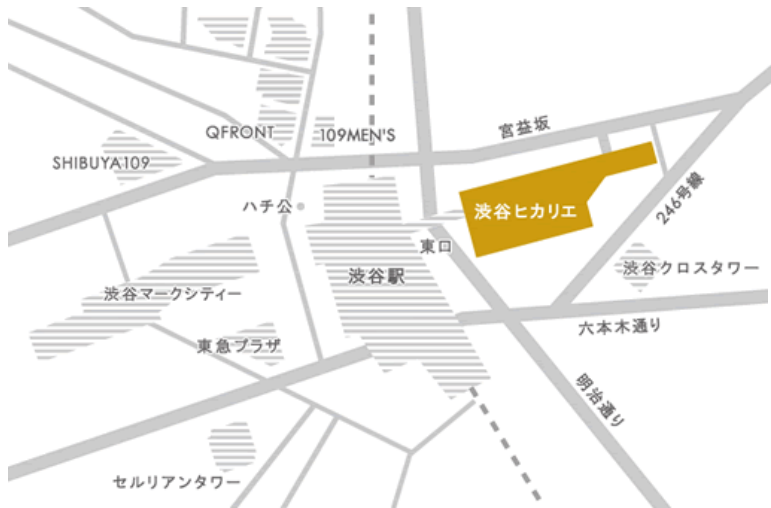 宮益坂
QFRONT
109MEN'S
SHIBUYA109
246号線
ハチ公
渋谷ヒカリエ
東口
渋谷クロスタワー
渋谷駅
渋谷マークシティー
六本木通り
東急プラザ
明治通り
セルリアンタワー